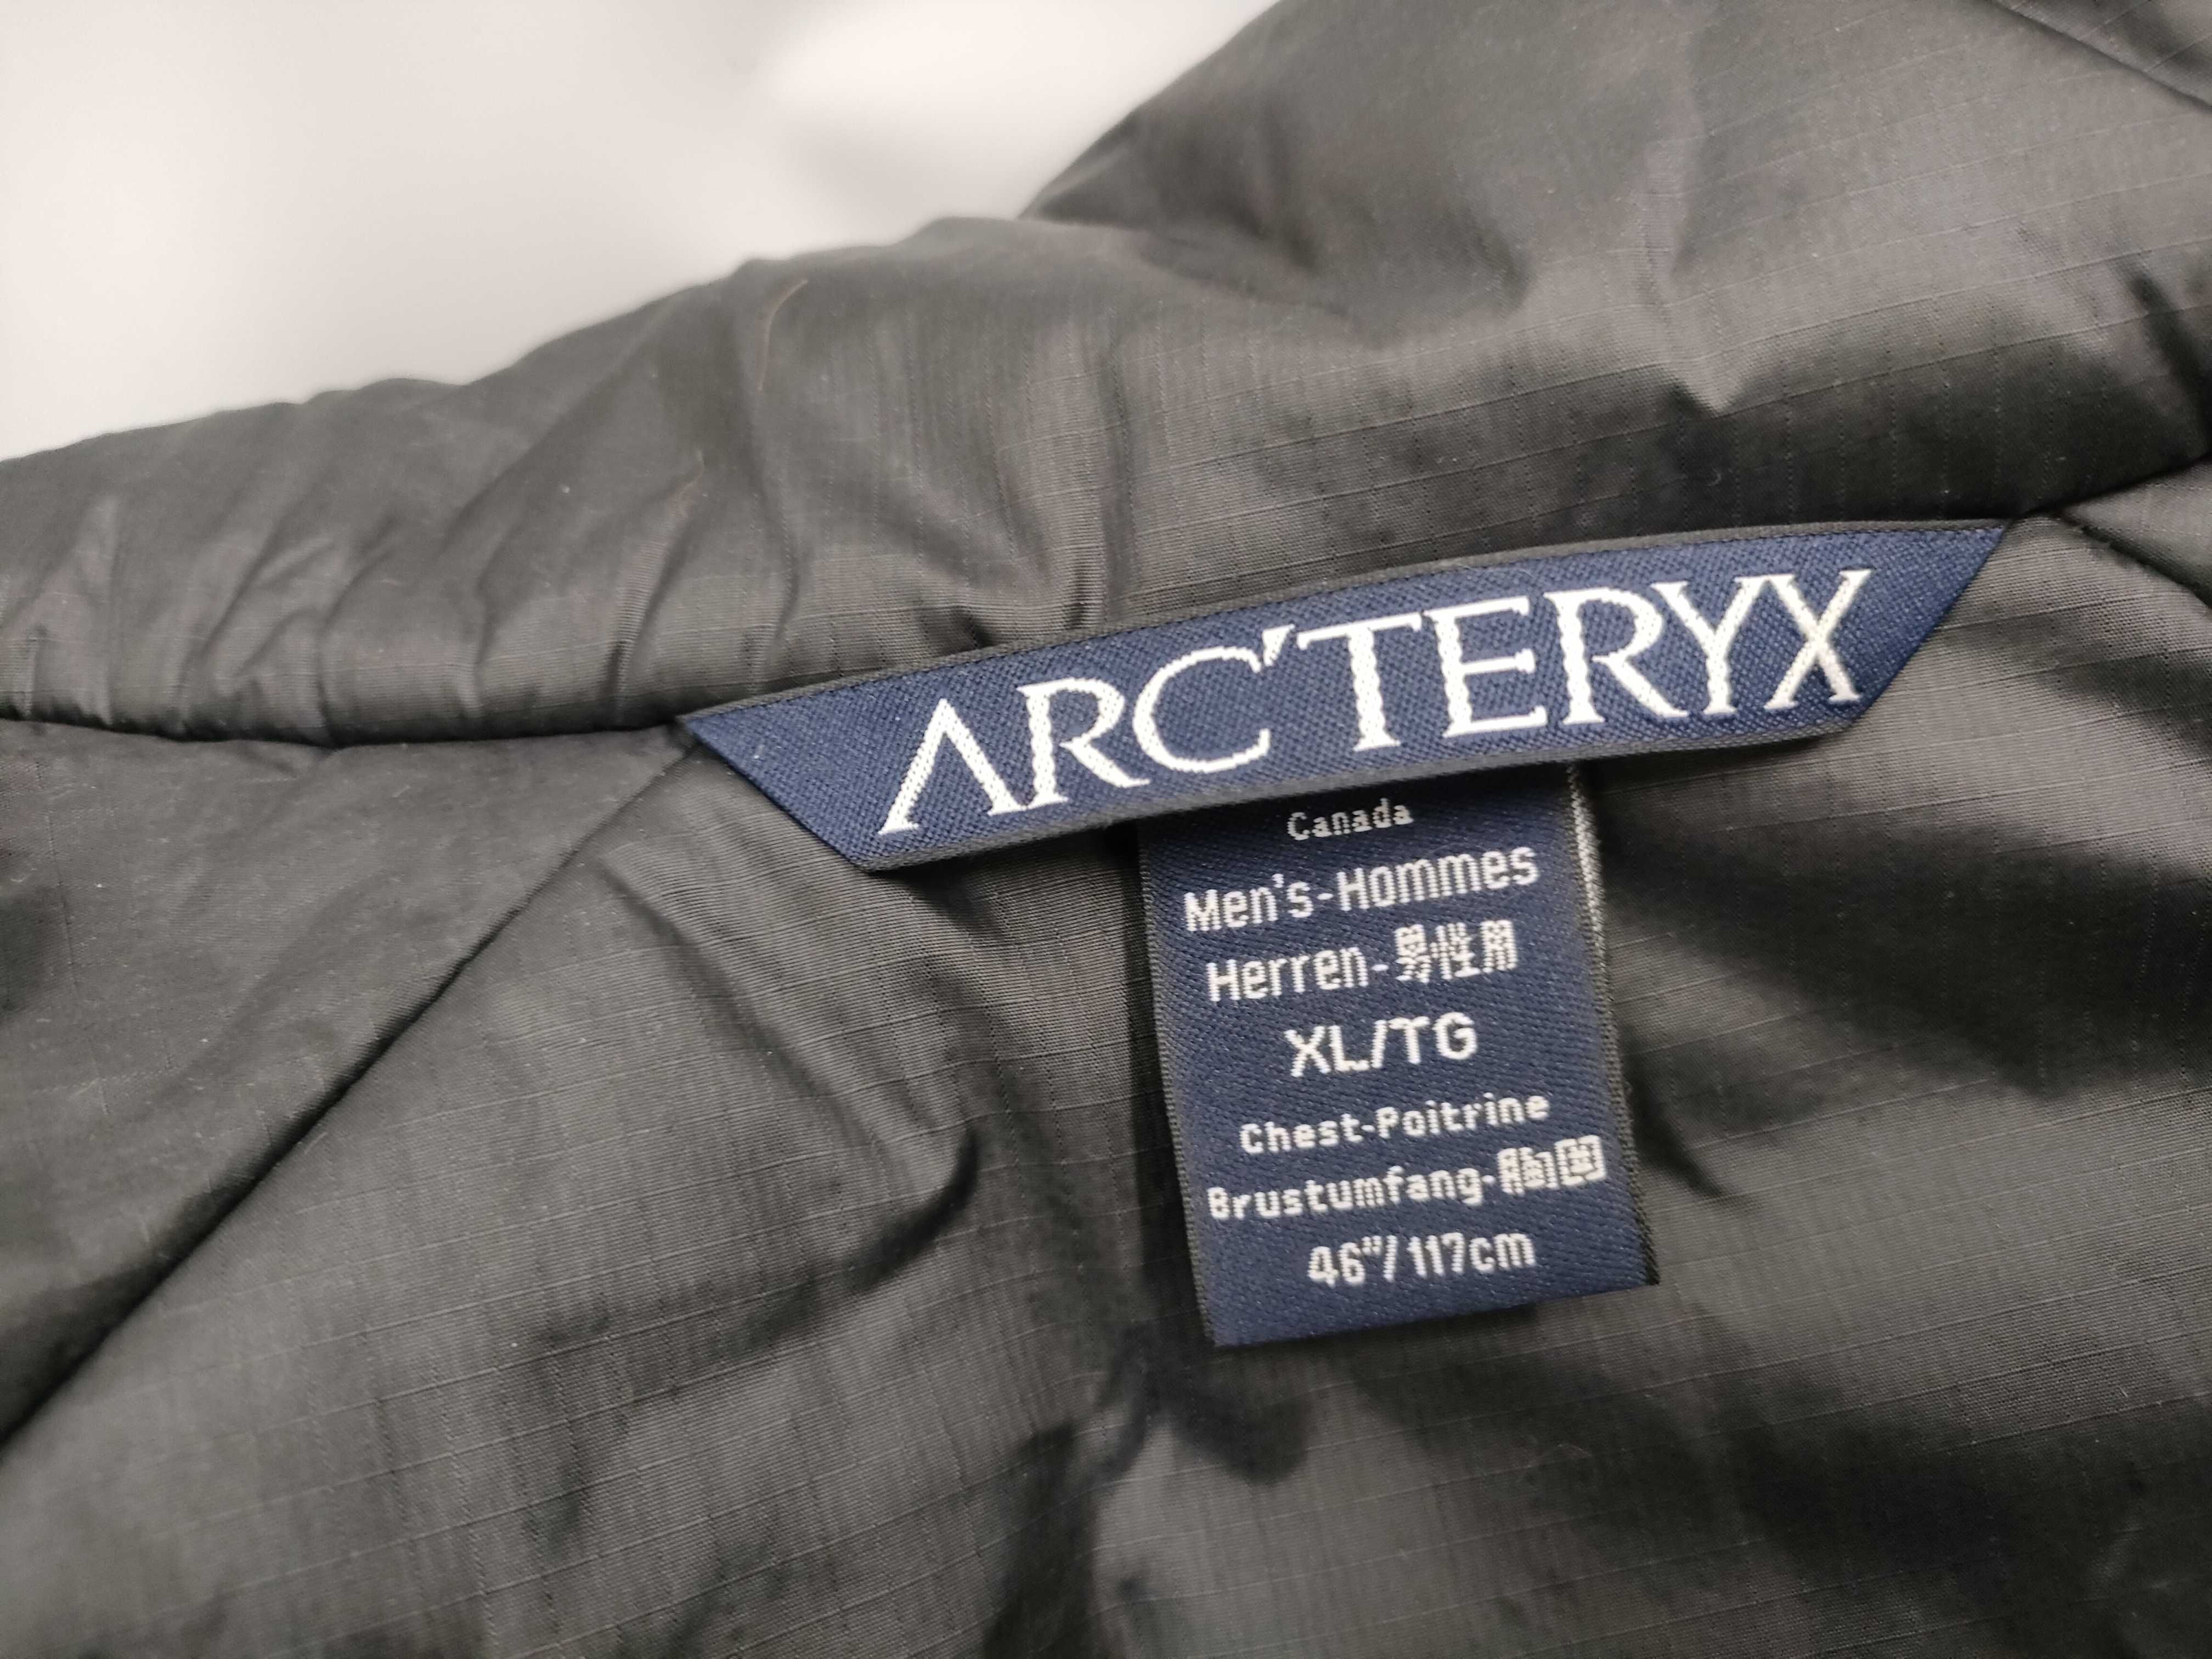 ARC'TERYX
Canada
Men's-Hommes
Herren-男性用
XL/TG
Chest-Poitrine
Brustumfang-胸囲
46"/117cm